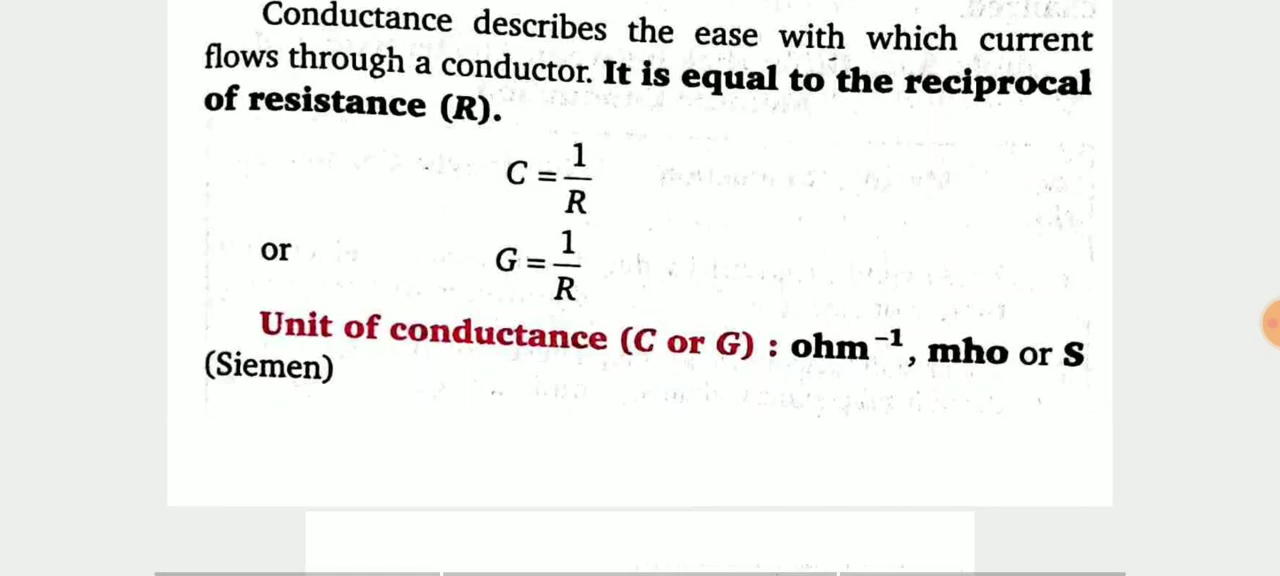 Conductance describes the ease with which current
flows through a conductor. It is equal to the reciprocal
of resistance (R).
C = 1/R
or G = 1/R
Unit of conductance (C or G) : ohm⁻¹, mho or S
(Siemen)